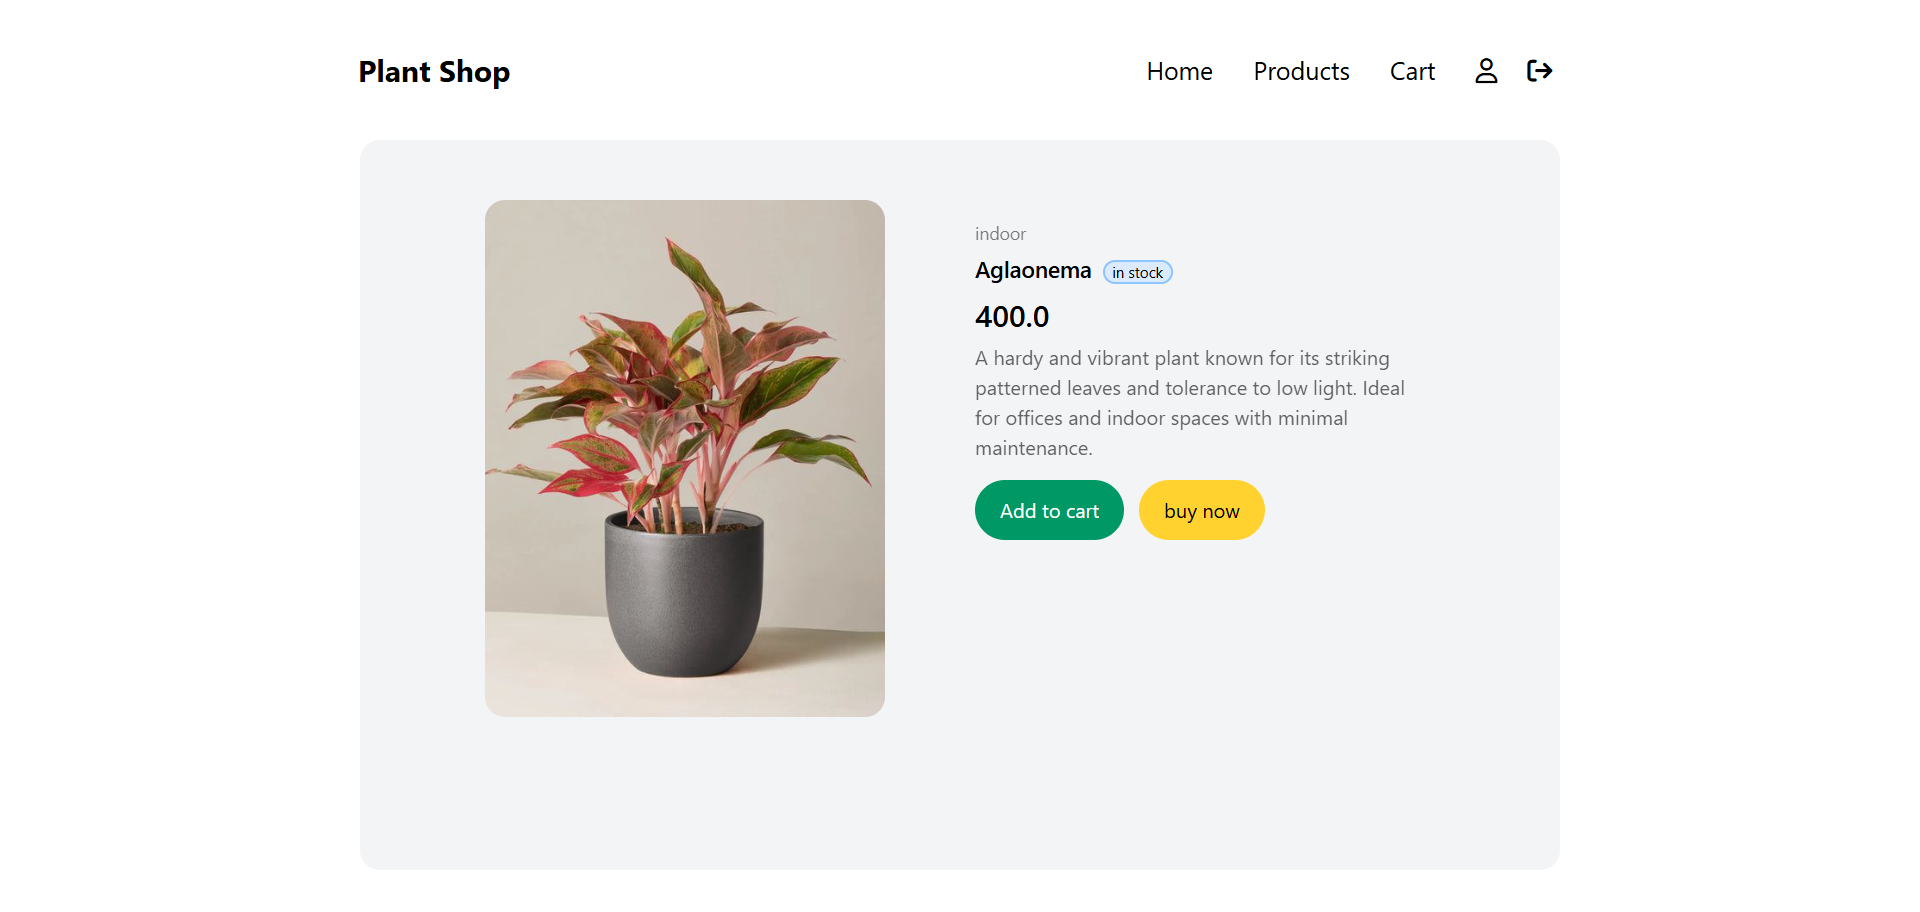 Plant Shop
Home Products Cart
indoor
Aglaonema in stock
400.0
A hardy and vibrant plant known for its striking
patterned leaves and tolerance to low light. Ideal
for offices and indoor spaces with minimal
maintenance.
Add to cart buy now